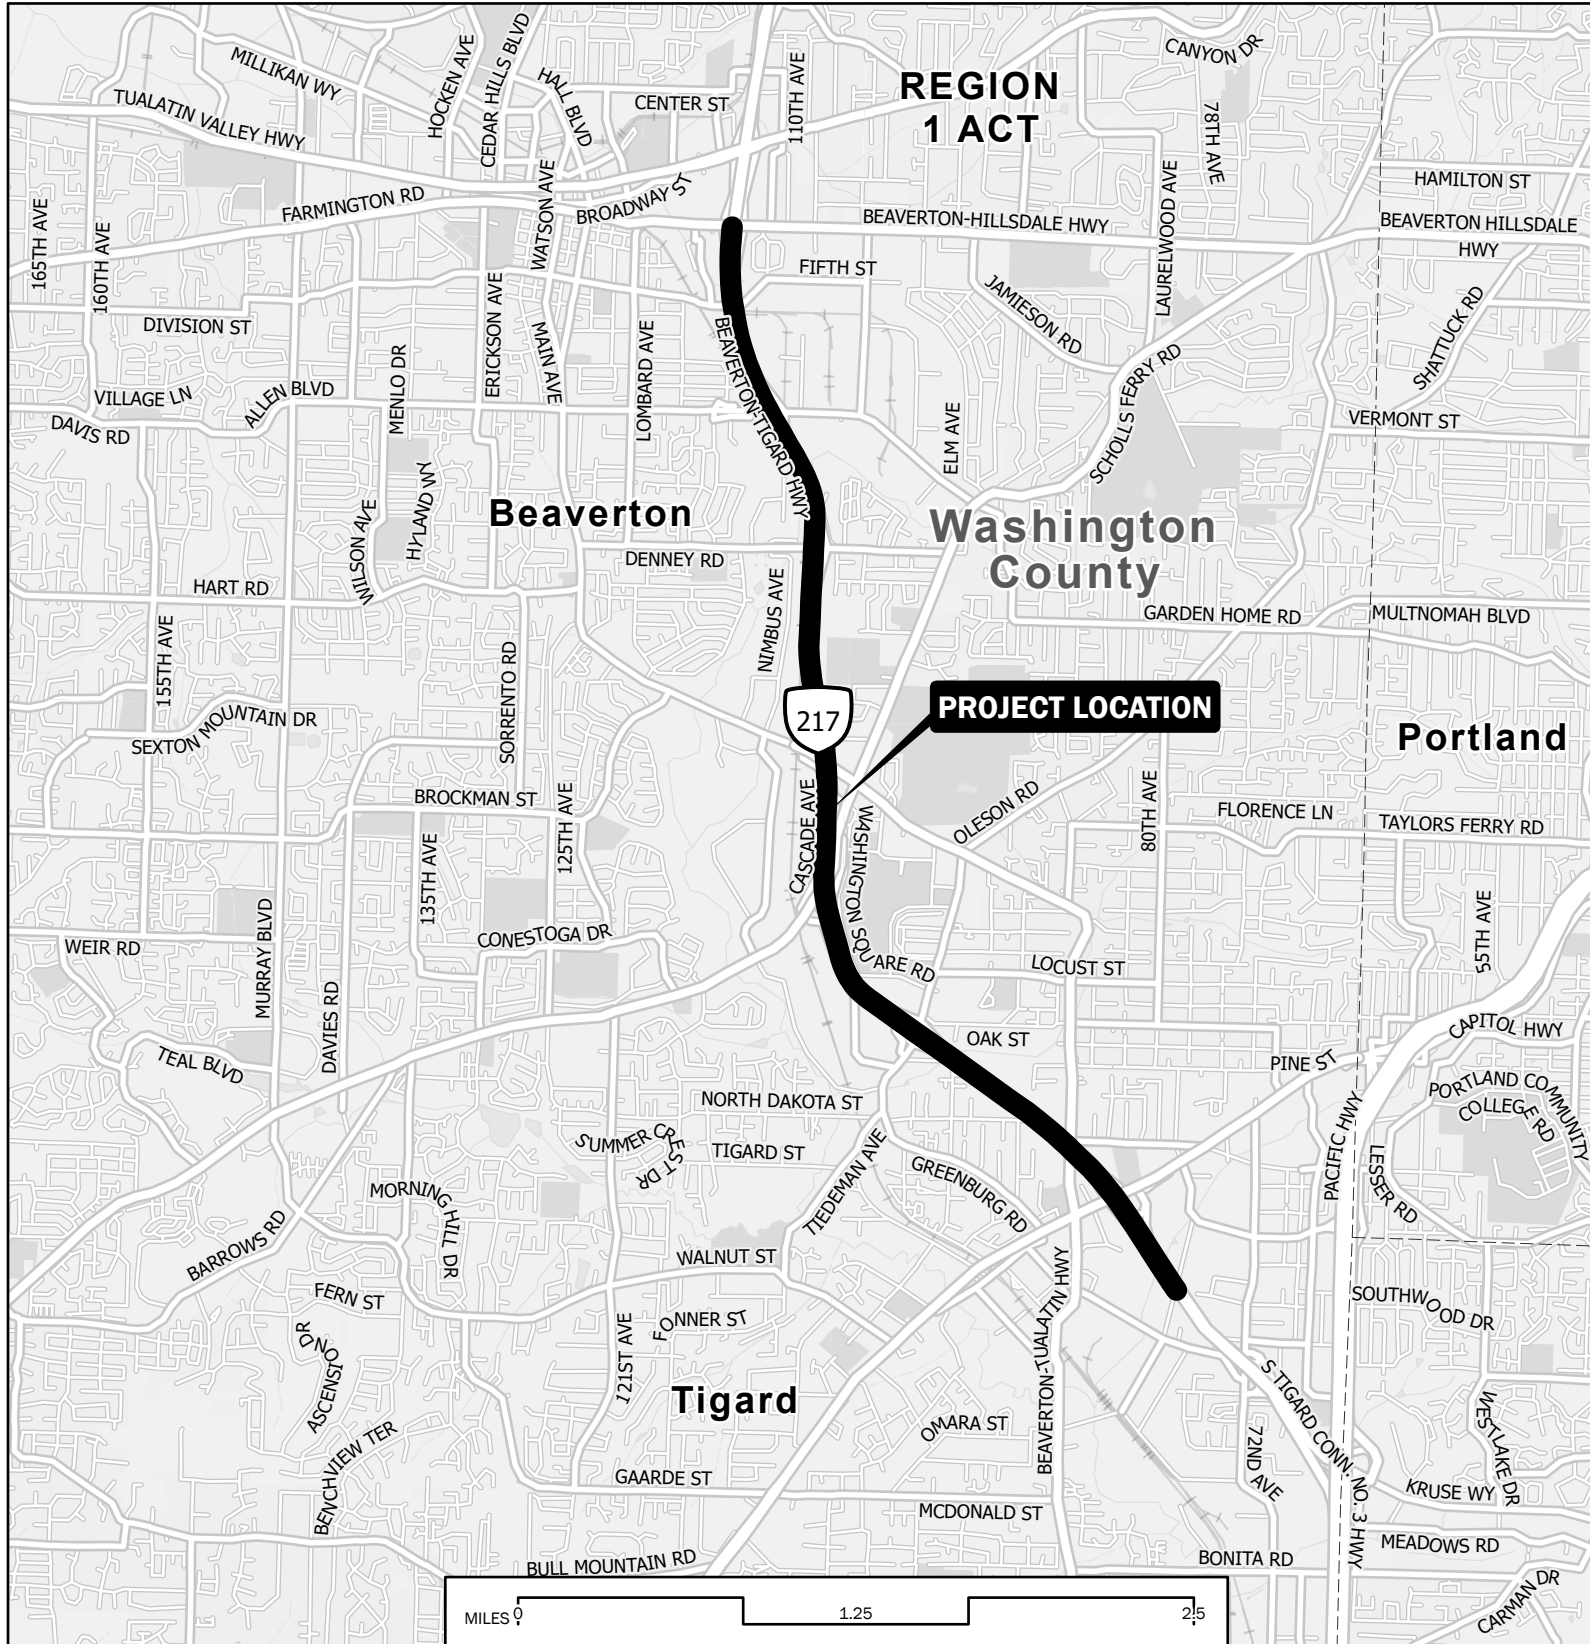 CANYON DR
MILLIKAN WY
HOCKEN AVE
CEDAR HILLS BLVD
HALL BLVD
CENTER ST
110TH AVE
REGION
1 ACT
78TH AVE
TUALATIN VALLEY HWY
HAMILTON ST
WATSON AVE
BROADWAY ST
FARMINGTON RD
BEAVERTON-HILLSDALE HWY
LAURELWOOD AVE
BEAVERTON HILLSDALE
HWY
165TH AVE
160TH AVE
FIFTH ST
JAMIESON RD
SHATTUCK RD
DIVISION ST
ERICKSON AVE
MAIN AVE
LOMBARD AVE
BEAVERTON-TIGARD HWY
SCHOLLS FERRY RD
MENLO DR
VILLAGE LN
ALLEN BLVD
DAVIS RD
ELM AVE
VERMONT ST
HYLAND WY
WILSON AVE
Beaverton
Washington
County
DENNEY RD
HART RD
NIMBUS AVE
GARDEN HOME RD
MULTNOMAH BLVD
155TH AVE
SORRENTO RD
SEXTON MOUNTAIN DR
217
PROJECT LOCATION
Portland
BROCKMAN ST
125TH AVE
CASCADE AVE
WASHINGTON SQUARE RD
OLESON RD
80TH AVE
FLORENCE LN
TAYLORS FERRY RD
135TH AVE
MURRAY BLVD
WEIR RD
CONESTOGA DR
55TH AVE
LOCUST ST
DAVIES RD
TEAL BLVD
OAK ST
CAPITOL HWY
PINE ST
PORTLAND COMMUNITY
COLLEGE RD
NORTH DAKOTA ST
PACIFIC HWY
SUMMER CREST DR
TIGARD ST
TIEDEMAN AVE
GREENBURG RD
LESSER RD
MORNING HILL DR
BARROWS RD
WALNUT ST
BEAVERTON-TUALATIN HWY
FERN ST
SOUTHWOOD DR
FONNER ST
121ST AVE
ASCENSION DR
Tigard
S TIGARD CONN. NO. 3 HWY
WESTLAKE DR
OMARA ST
72ND AVE
BENCHVIEW TER
GAARDE ST
KRUSE WY
MCDONALD ST
MEADOWS RD
BULL MOUNTAIN RD
BONITA RD
CARMAN DR
MILES 0 1.25 2.5